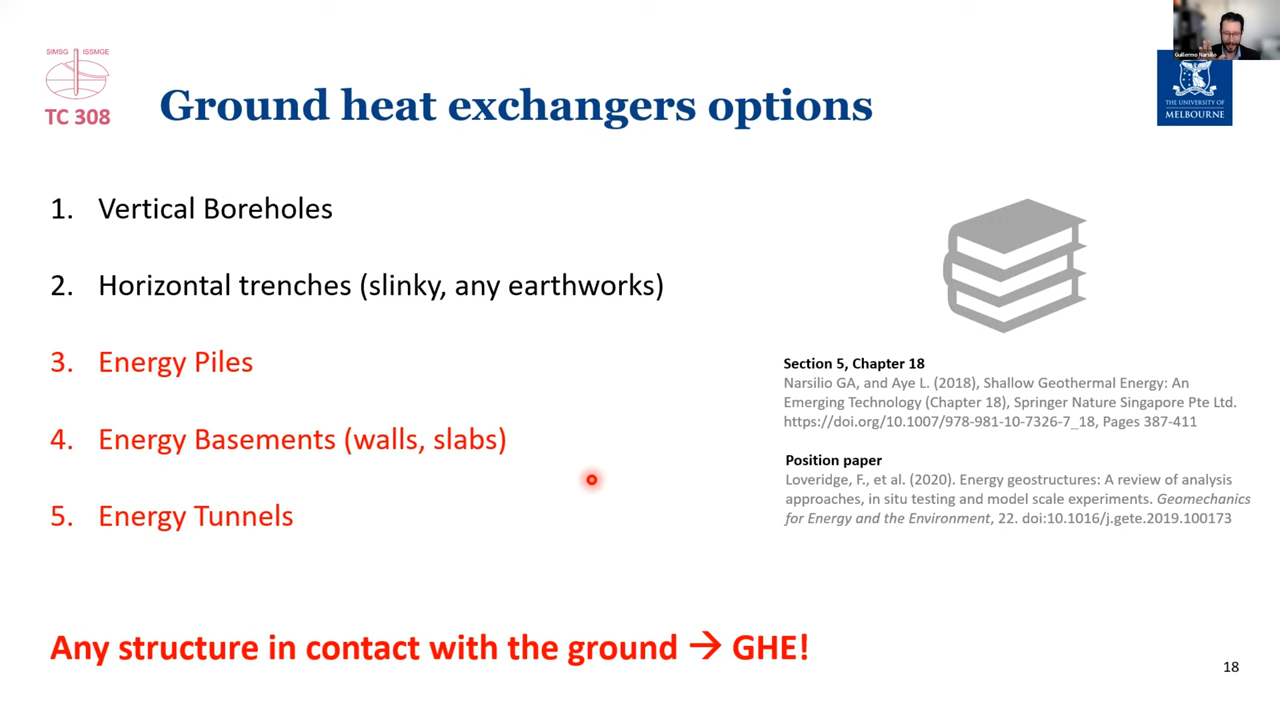 SIMSG ISSMGE
TC 308
Ground heat exchangers options
Guillermo Narsilio
THE UNIVERSITY OF
MELBOURNE
1. Vertical Boreholes
2. Horizontal trenches (slinky, any earthworks)
3. Energy Piles
4. Energy Basements (walls, slabs)
5. Energy Tunnels
Section 5, Chapter 18
Narsilio GA, and Aye L. (2018), Shallow Geothermal Energy: An
Emerging Technology (Chapter 18), Springer Nature Singapore Pte Ltd.
https://doi.org/10.1007/978-981-10-7326-7_18, Pages 387-411
Position paper
Loveridge, F., et al. (2020). Energy geostructures: A review of analysis
approaches, in situ testing and model scale experiments. Geomechanics
for Energy and the Environment, 22. doi:10.1016/j.gete.2019.100173
Any structure in contact with the ground → GHE!
18